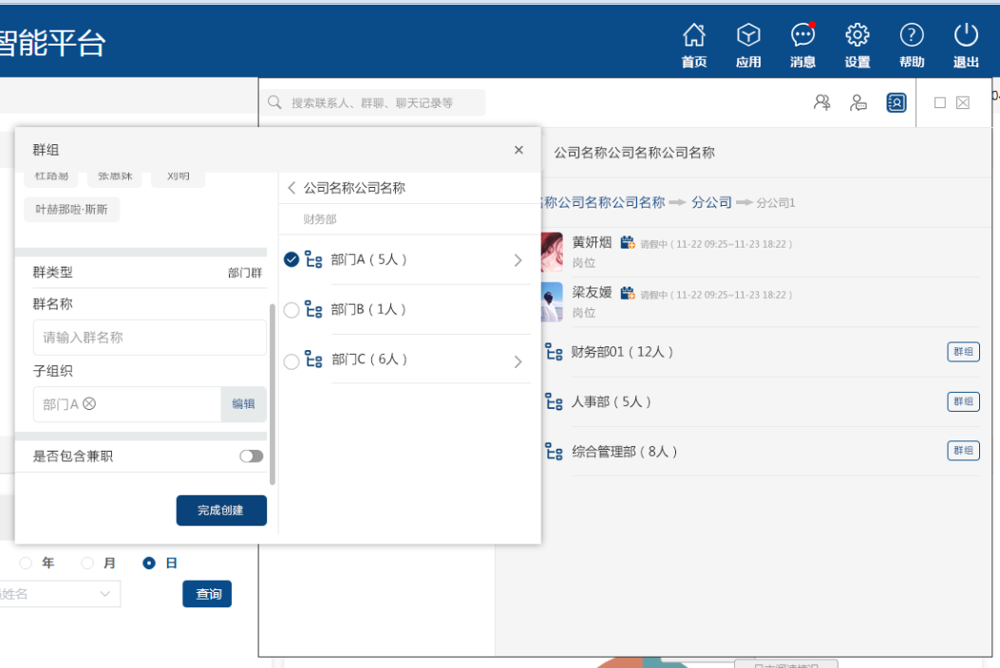 智能平台
首页 应用 消息 设置 帮助 退出
搜索联系人、群聊、聊天记录等
群组
杜路易 张惠妹 刘明
叶赫那啦·斯斯
群类型 部门群
群名称
请输入群名称
子组织
部门A 编辑
是否包含兼职
完成创建
公司名称公司名称
财务部
部门A（5人）
部门B（1人）
部门C（6人）
公司名称公司名称公司名称
称公司名称公司名称 分公司 分公司1
黄妍烟 请假中（11-22 09:25~11-23 18:22）
岗位
梁友媛 请假中（11-22 09:25~11-23 18:22）
岗位
财务部01（12人） 群组
人事部（5人） 群组
综合管理部（8人） 群组
年 月 日
姓名 查询